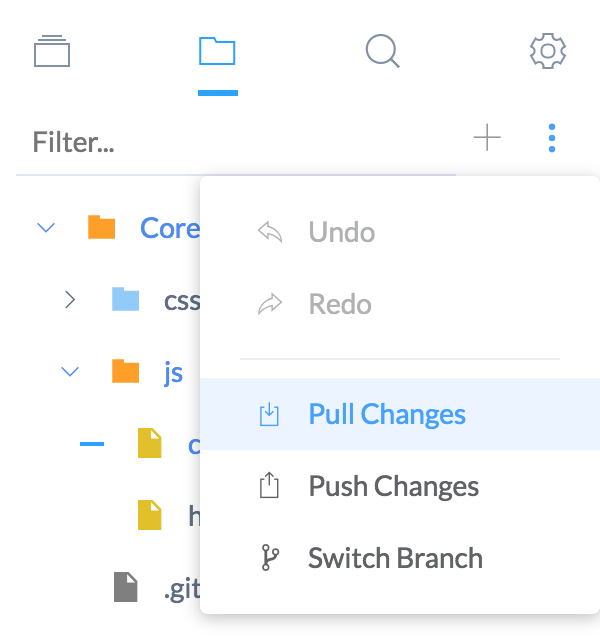 Filter...
Core
Undo
css
Redo
js
Pull Changes
Push Changes
Switch Branch
.git